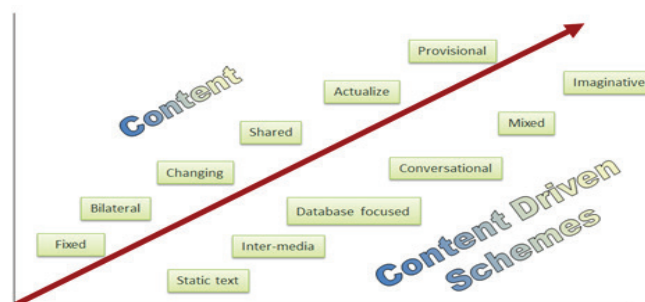 Provisional
Imaginative
Actualize
Content
Mixed
Shared
Conversational
Changing
Bilateral
Database focused
Content Driven
Schemes
Fixed
Inter-media
Static text